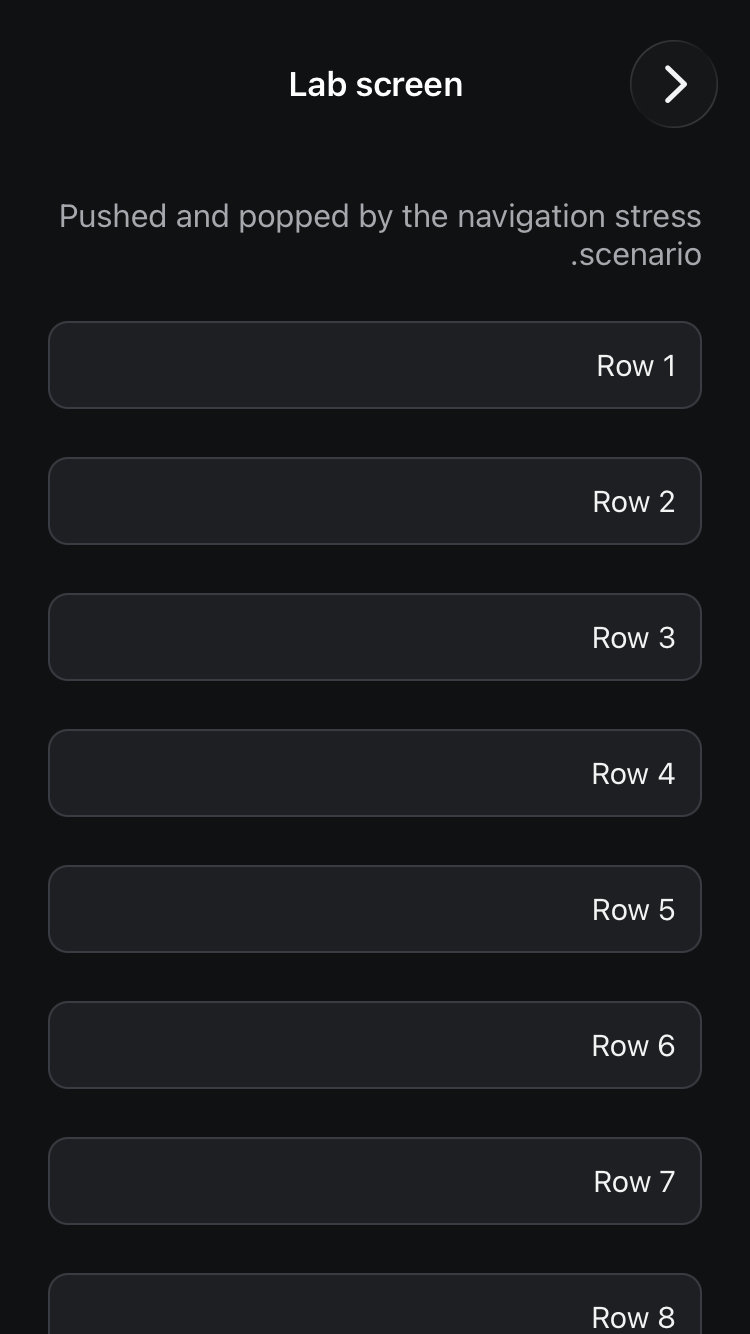 Lab screen
Pushed and popped by the navigation stress
.scenario
Row 1
Row 2
Row 3
Row 4
Row 5
Row 6
Row 7
Row 8